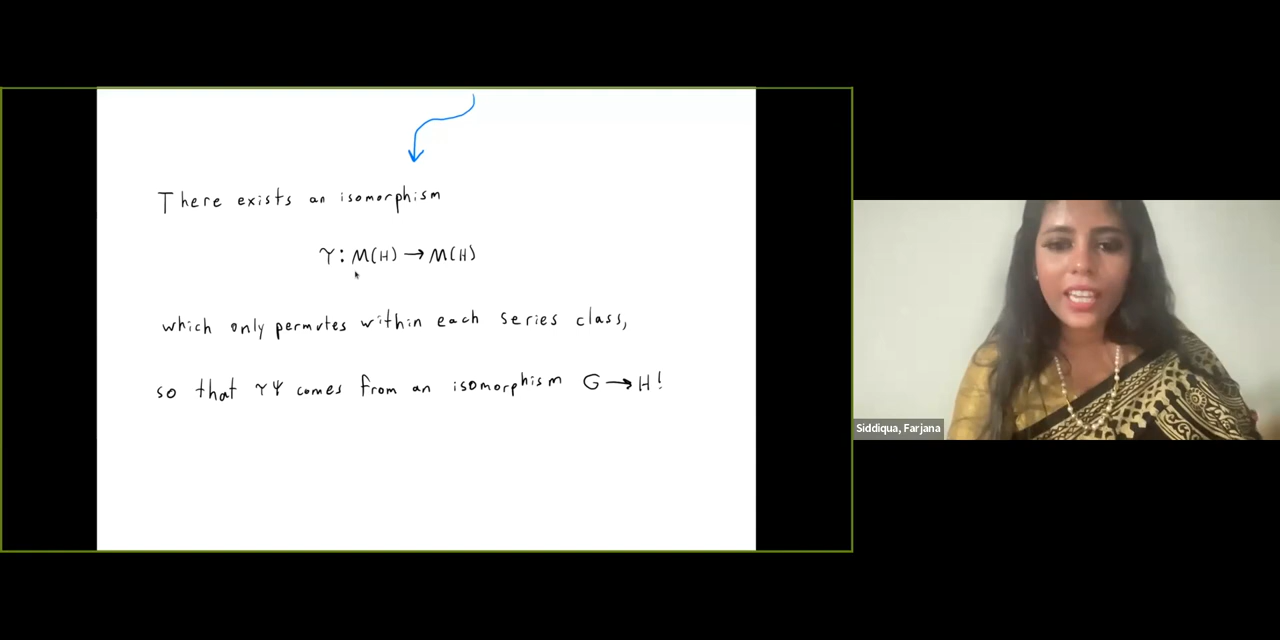 There exists an isomorphism
γ: M(H) → M(H)
which only permutes within each series class,
so that γΨ comes from an isomorphism G → H!
Siddiqua, Farjana